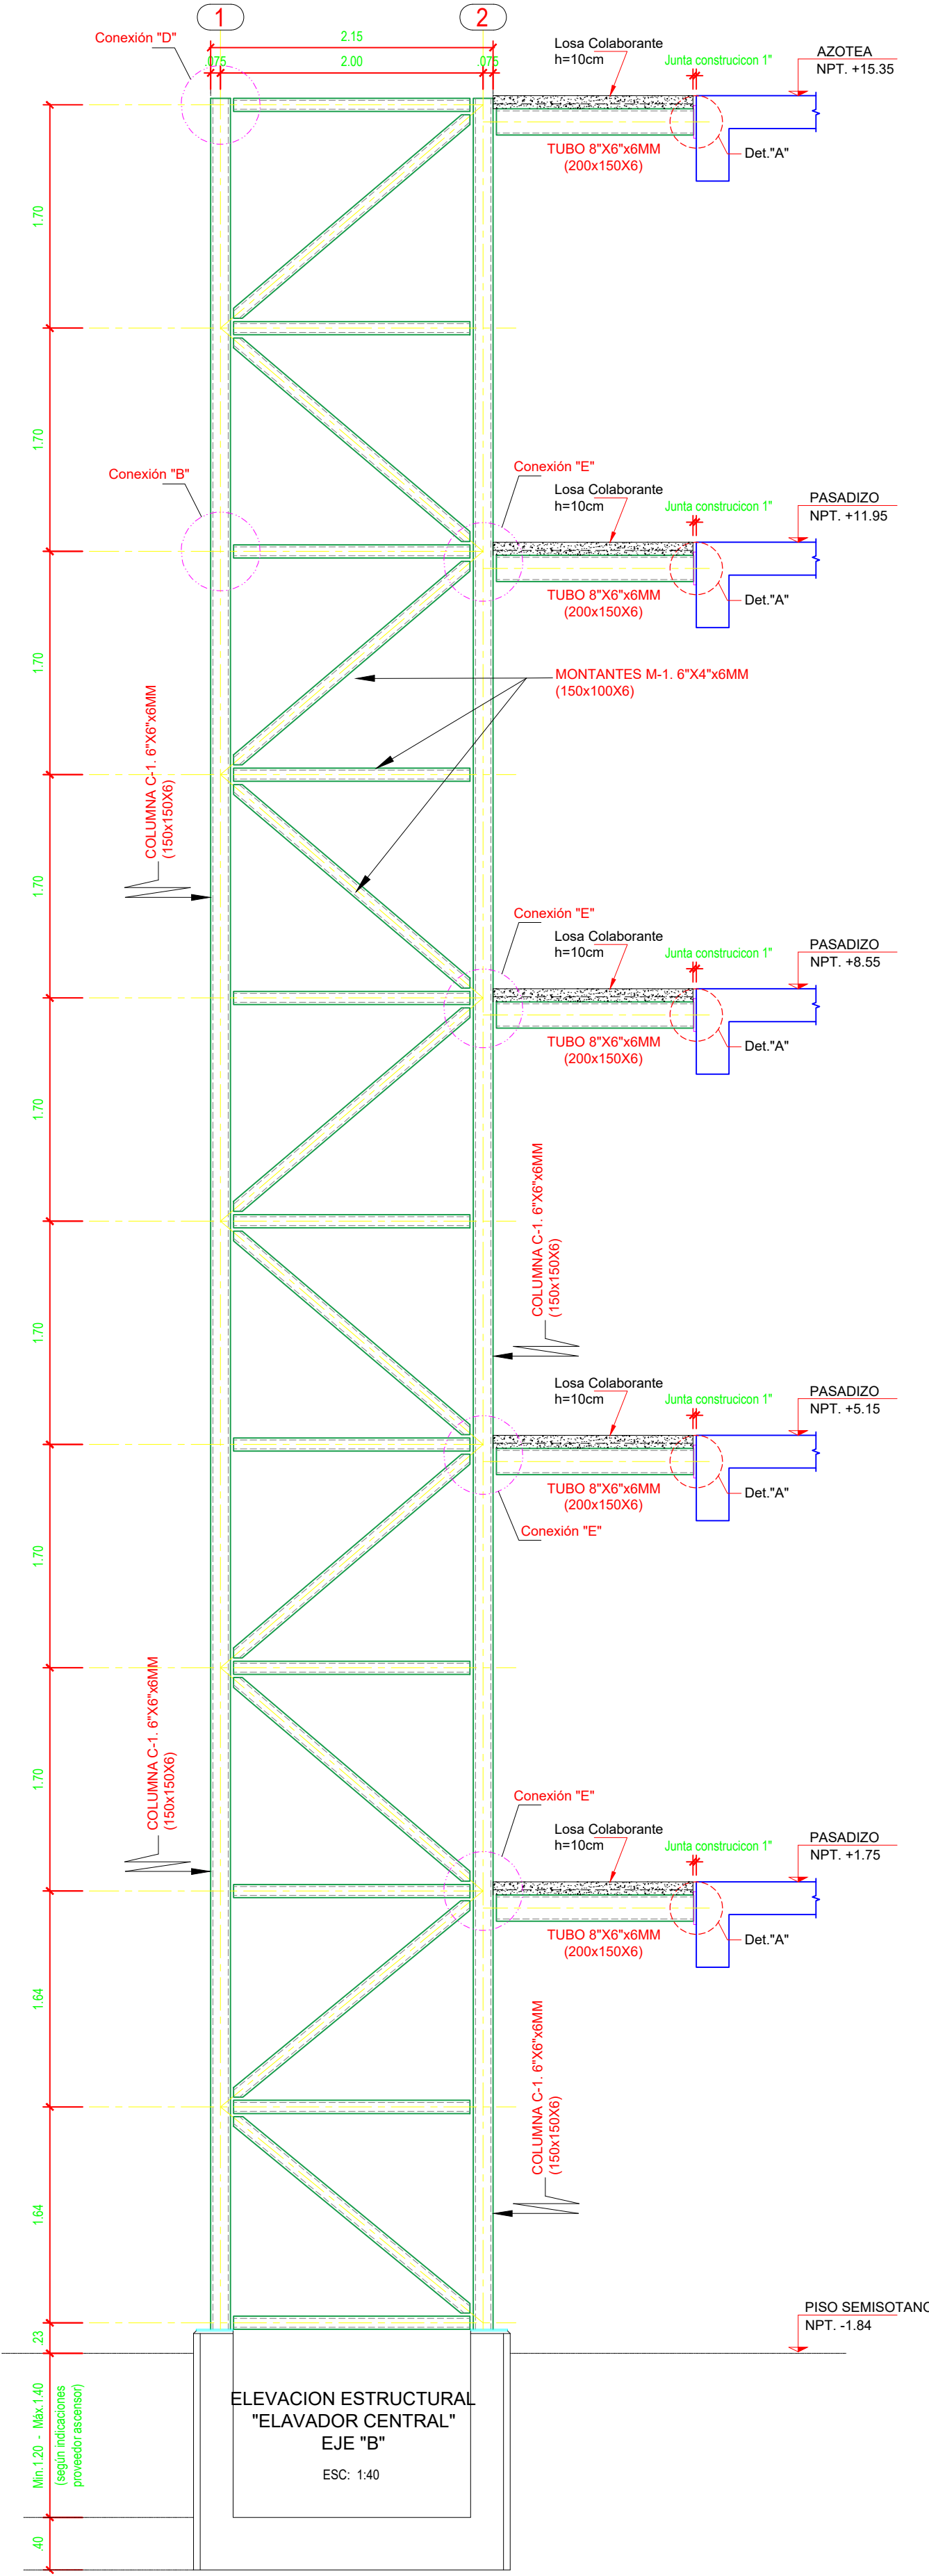 1
2
Conexión "D"
2.15
.075
2.00
.075
Losa Colaborante
h=10cm
Junta construcicon 1"
AZOTEA
NPT. +15.35
TUBO 8"X6"x6MM
(200x150X6)
Det."A"
1.70
1.70
Conexión "B"
Conexión "E"
Losa Colaborante
h=10cm
Junta construcicon 1"
PASADIZO
NPT. +11.95
TUBO 8"X6"x6MM
(200x150X6)
Det."A"
1.70
MONTANTES M-1. 6"X4"x6MM
(150x100X6)
COLUMNA C-1. 6"X6"x6MM
(150x150X6)
1.70
Conexión "E"
Losa Colaborante
h=10cm
Junta construcicon 1"
PASADIZO
NPT. +8.55
TUBO 8"X6"x6MM
(200x150X6)
Det."A"
1.70
COLUMNA C-1. 6"X6"x6MM
(150x150X6)
1.70
Losa Colaborante
h=10cm
Junta construcicon 1"
PASADIZO
NPT. +5.15
TUBO 8"X6"x6MM
(200x150X6)
Det."A"
Conexión "E"
1.70
COLUMNA C-1. 6"X6"x6MM
(150x150X6)
1.70
Conexión "E"
Losa Colaborante
h=10cm
Junta construcicon 1"
PASADIZO
NPT. +1.75
TUBO 8"X6"x6MM
(200x150X6)
Det."A"
1.64
COLUMNA C-1. 6"X6"x6MM
(150x150X6)
1.64
PISO SEMISOTANO
NPT. -1.84
.23
Min.1.20 - Máx.1.40
(según indicaciones
proveedor ascensor)
ELEVACION ESTRUCTURAL
"ELAVADOR CENTRAL"
EJE "B"
ESC: 1:40
.40